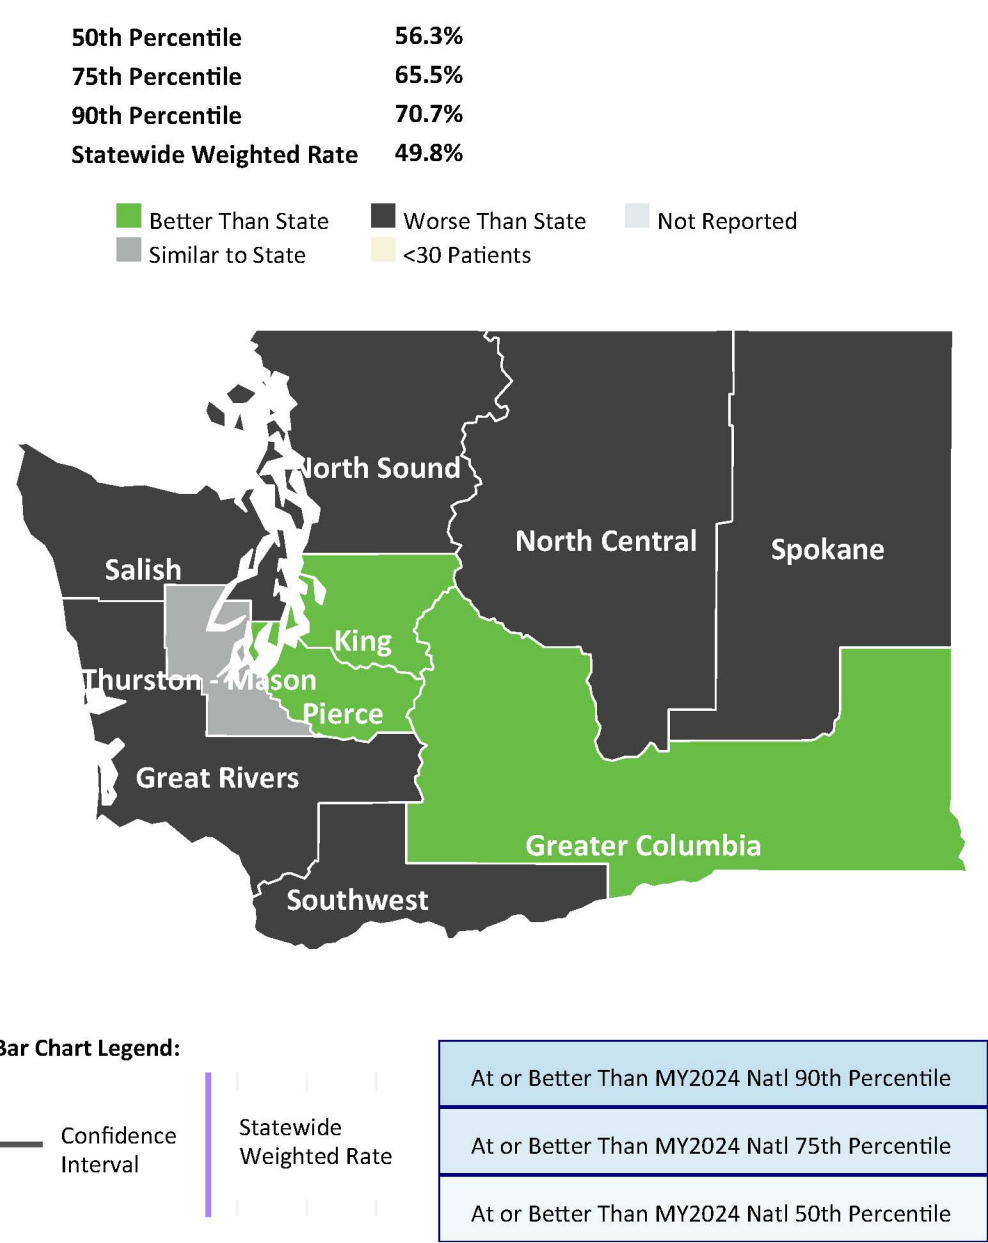 50th Percentile 56.3%
75th Percentile 65.5%
90th Percentile 70.7%
Statewide Weighted Rate 49.8%
Better Than State Worse Than State Not Reported
Similar to State <30 Patients
North Sound
North Central
Spokane
Salish
King
Thurston - Mason
Pierce
Great Rivers
Greater Columbia
Southwest
Bar Chart Legend:
Confidence
Interval
Statewide
Weighted Rate
At or Better Than MY2024 Natl 90th Percentile
At or Better Than MY2024 Natl 75th Percentile
At or Better Than MY2024 Natl 50th Percentile